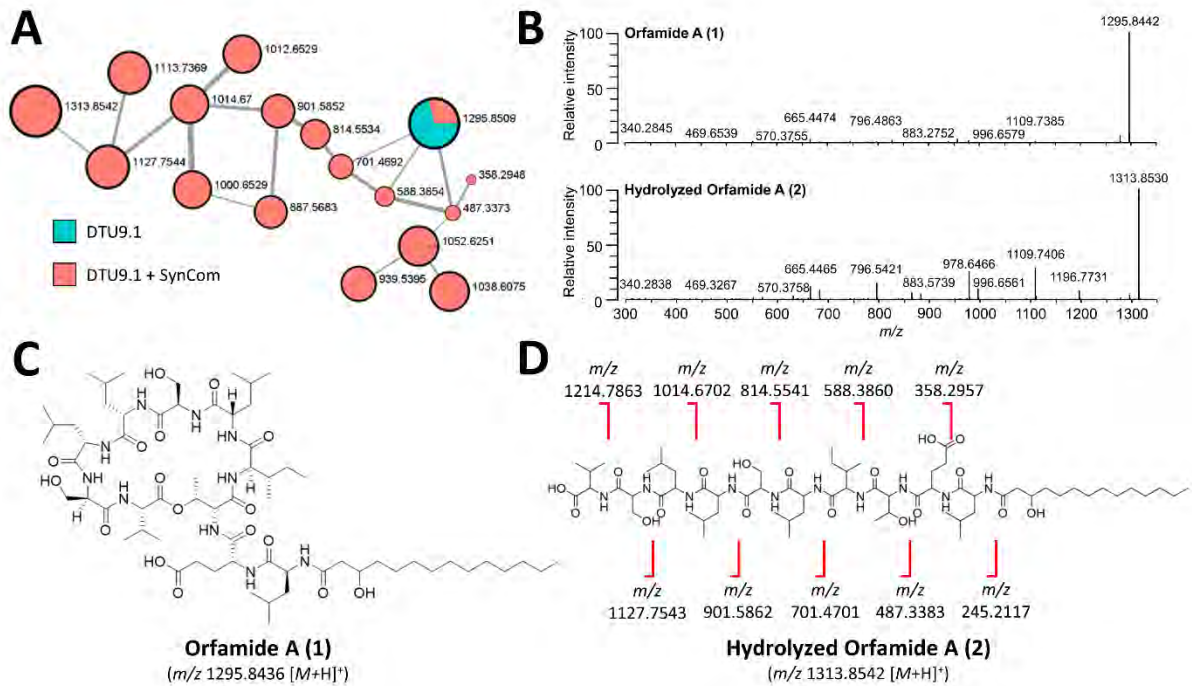 A
1012.6529
1113.7369
1313.8542
1014.67
901.5852
814.5534
1295.8509
1127.7544
701.4692
358.2948
1000.6529
588.3854
887.5683
487.3373
1052.6251
939.5395
1038.6075
DTU9.1
DTU9.1 + SynCom
B
Orfamide A (1)
1295.8442
Relative intensity
100
50
0
340.2845
469.6539
570.3755
665.4474
796.4863
883.2752
996.6579
1109.7385
Hydrolyzed Orfamide A (2)
1313.8530
Relative intensity
100
50
0
340.2838
469.3267
570.3758
665.4465
796.5421
883.5739
978.6466
996.6561
1109.7406
1196.7731
300 400 500 600 700 800 900 1000 1100 1200 1300
m/z
C
HO
O
O
N
H
H
N
NH
HN
Orfamide A (1)
(m/z 1295.8436 [M+H]⁺)
D
m/z m/z m/z m/z m/z
1214.7863 1014.6702 814.5541 588.3860 358.2957
HO
O
OH
N
H
m/z m/z m/z m/z m/z
1127.7543 901.5862 701.4701 487.3383 245.2117
Hydrolyzed Orfamide A (2)
(m/z 1313.8542 [M+H]⁺)